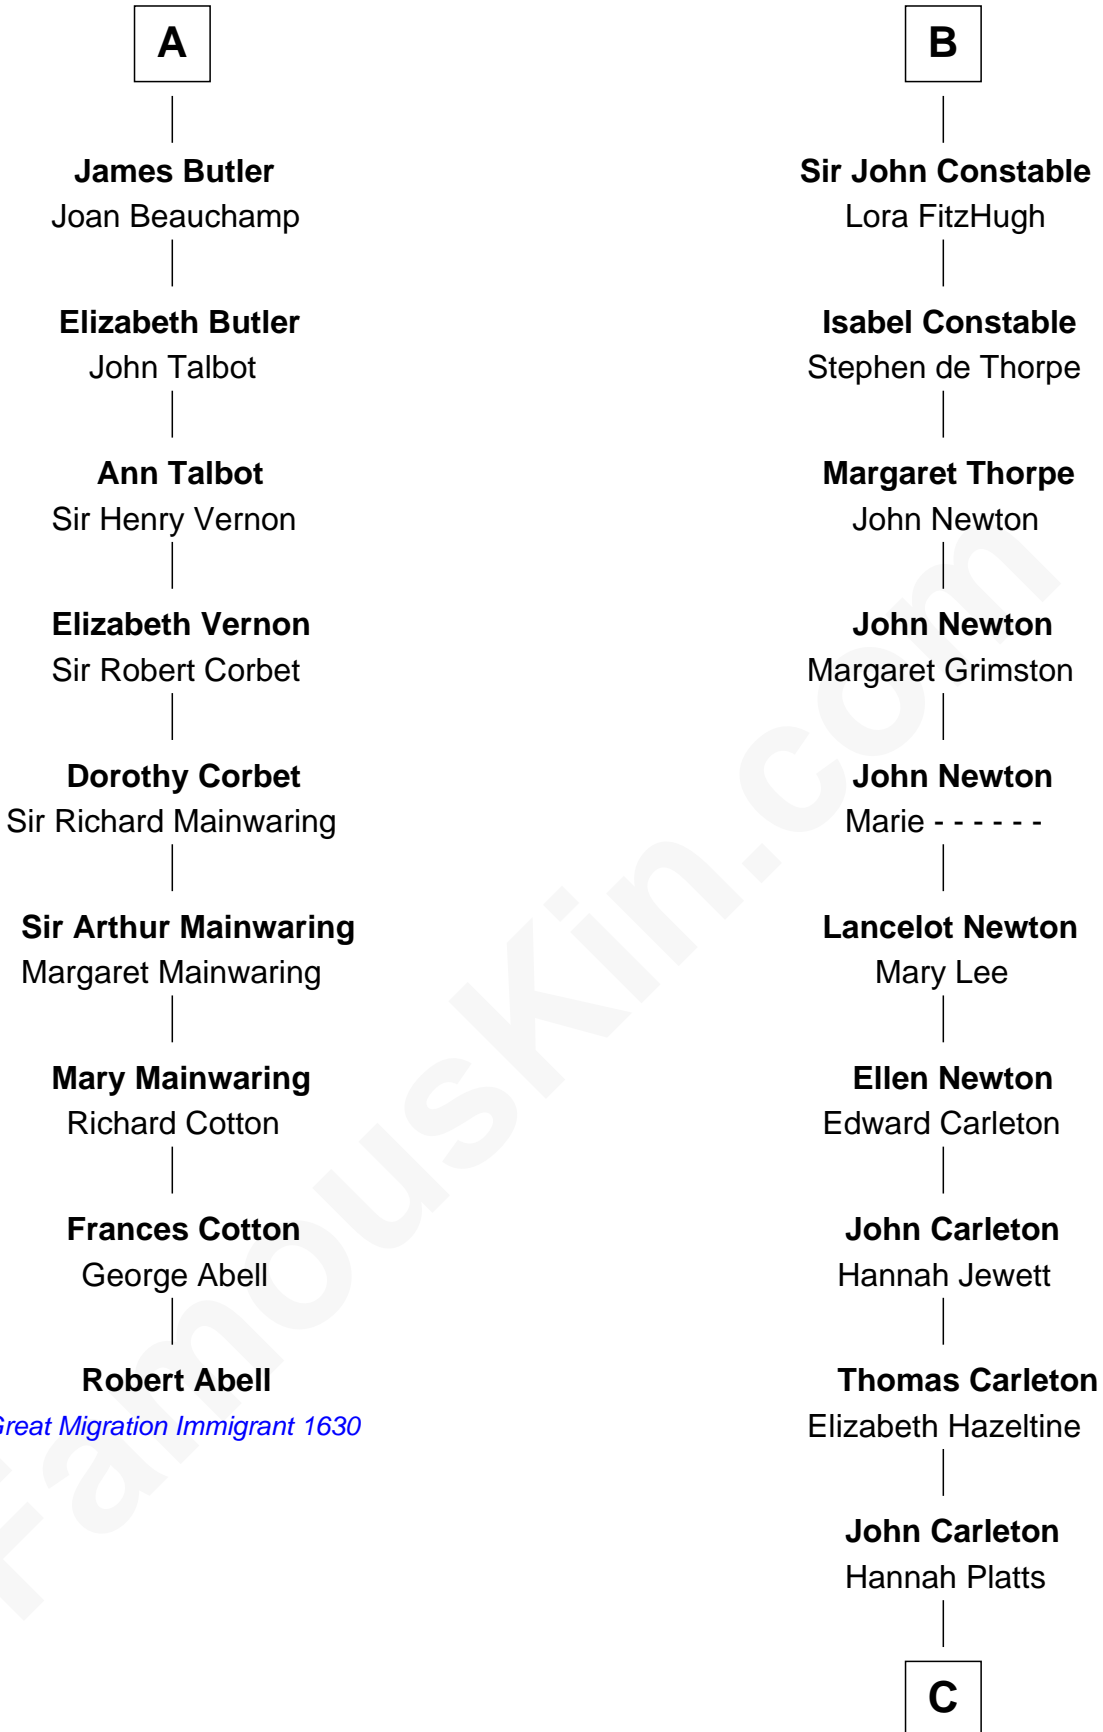 A
James Butler
Joan Beauchamp
Elizabeth Butler
John Talbot
Ann Talbot
Sir Henry Vernon
Elizabeth Vernon
Sir Robert Corbet
Dorothy Corbet
Sir Richard Mainwaring
Sir Arthur Mainwaring
Margaret Mainwaring
Mary Mainwaring
Richard Cotton
Frances Cotton
George Abell
Robert Abell
Great Migration Immigrant 1630
B
Sir John Constable
Lora FitzHugh
Isabel Constable
Stephen de Thorpe
Margaret Thorpe
John Newton
John Newton
Margaret Grimston
John Newton
Marie - - - - - -
Lancelot Newton
Mary Lee
Ellen Newton
Edward Carleton
John Carleton
Hannah Jewett
Thomas Carleton
Elizabeth Hazeltine
John Carleton
Hannah Platts
C
FamousKin.com